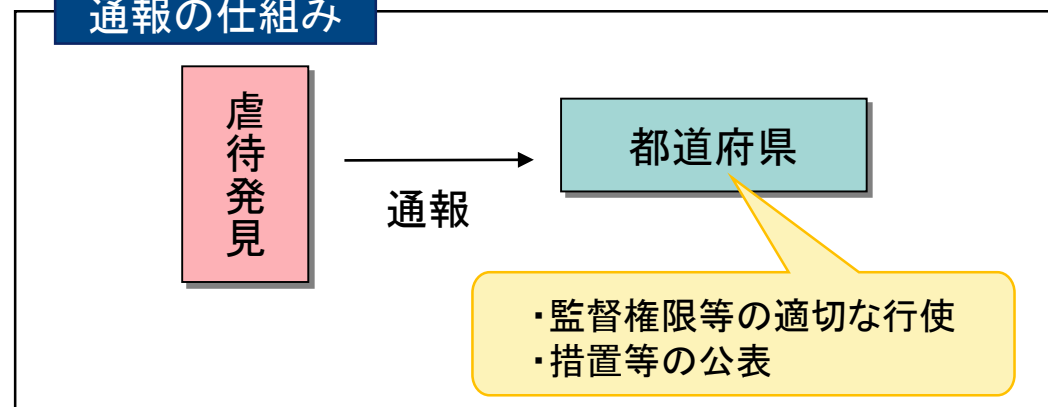 通報の仕組み
虐待発見
通報
都道府県
・監督権限等の適切な行使
・措置等の公表